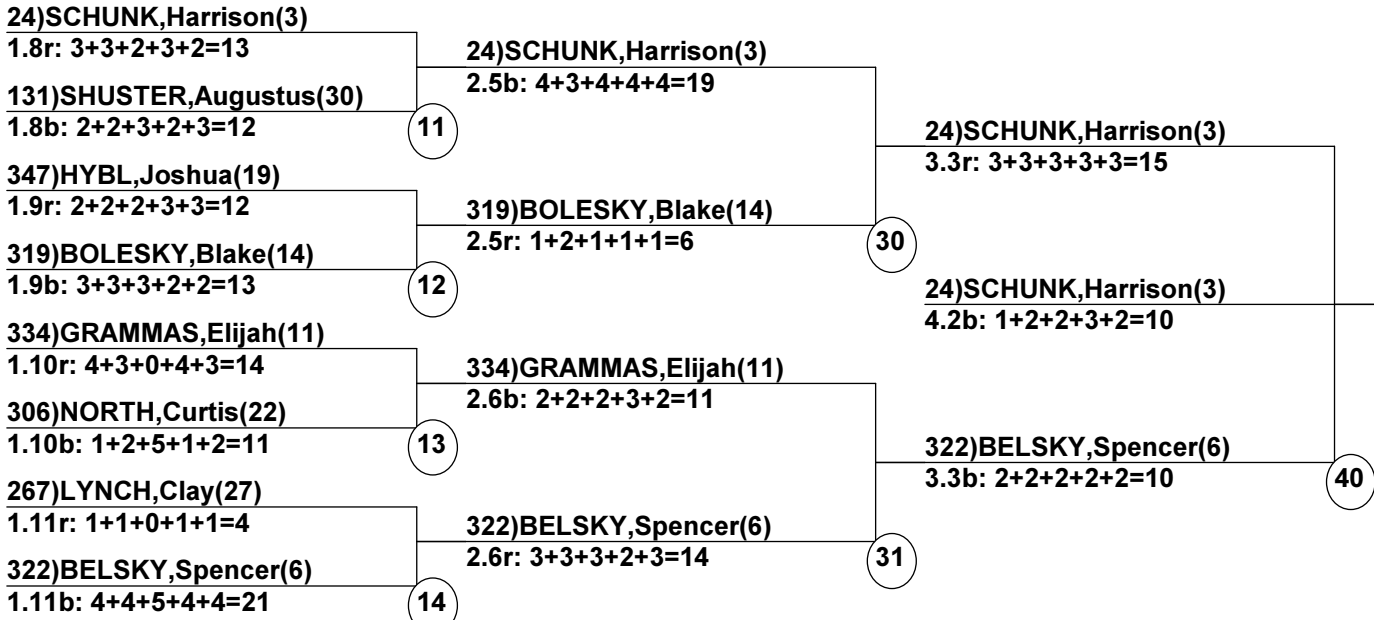 24)SCHUNK,Harrison(3)
1.8r: 3+3+2+3+2=13
131)SHUSTER,Augustus(30)
1.8b: 2+2+3+2+3=12
11
347)HYBL,Joshua(19)
1.9r: 2+2+2+3+3=12
319)BOLESKY,Blake(14)
1.9b: 3+3+3+2+2=13
12
334)GRAMMAS,Elijah(11)
1.10r: 4+3+0+4+3=14
306)NORTH,Curtis(22)
1.10b: 1+2+5+1+2=11
13
267)LYNCH,Clay(27)
1.11r: 1+1+0+1+1=4
322)BELSKY,Spencer(6)
1.11b: 4+4+5+4+4=21
14
24)SCHUNK,Harrison(3)
2.5b: 4+3+4+4+4=19
319)BOLESKY,Blake(14)
2.5r: 1+2+1+1+1=6
30
334)GRAMMAS,Elijah(11)
2.6b: 2+2+2+3+2=11
322)BELSKY,Spencer(6)
2.6r: 3+3+3+2+3=14
31
24)SCHUNK,Harrison(3)
3.3r: 3+3+3+3+3=15
24)SCHUNK,Harrison(3)
4.2b: 1+2+2+3+2=10
322)BELSKY,Spencer(6)
3.3b: 2+2+2+2+2=10
40